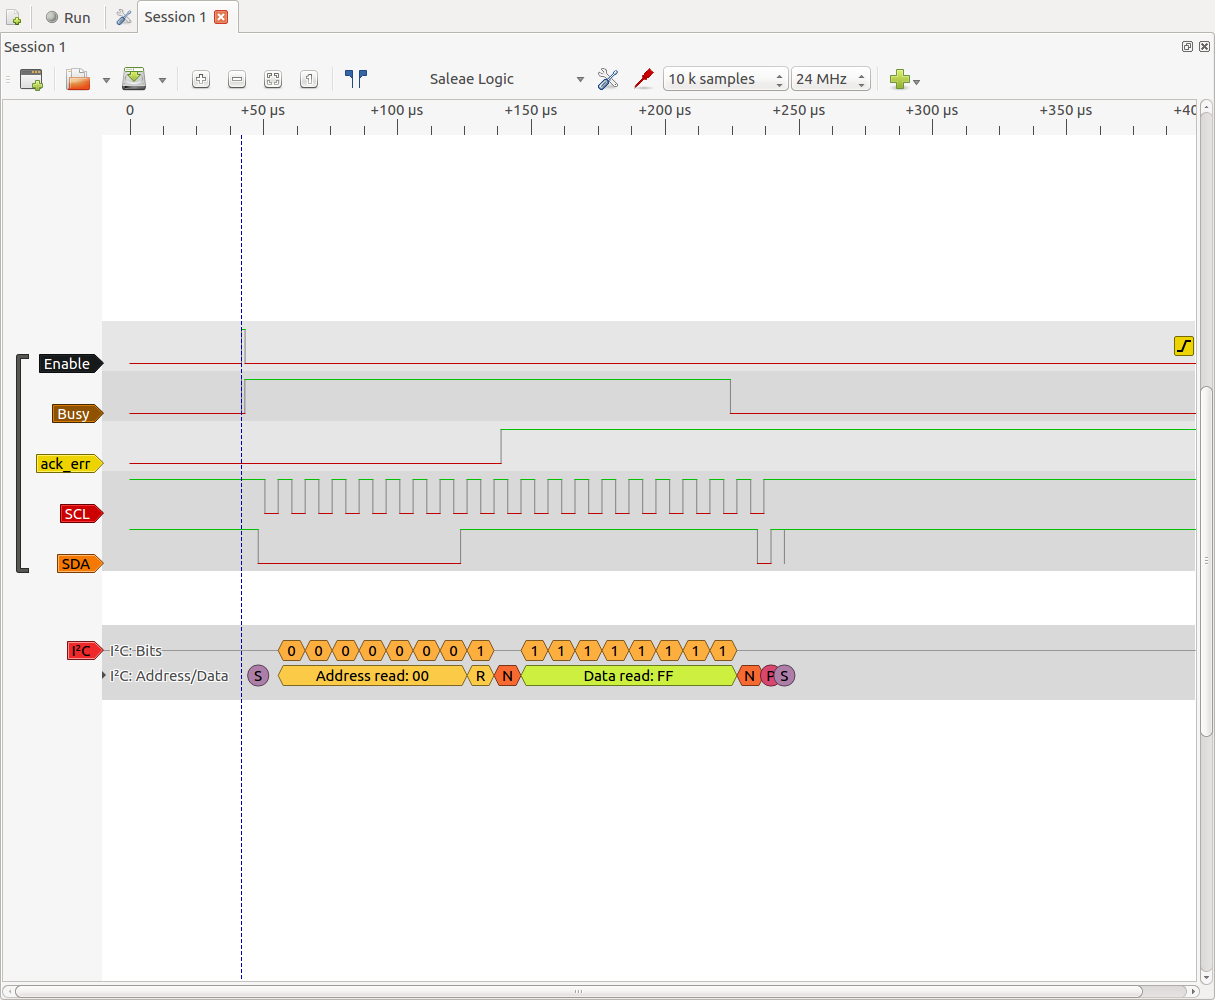 Run
Session 1
Session 1
Saleae Logic
10 k samples
24 MHz
0 +50 µs +100 µs +150 µs +200 µs +250 µs +300 µs +350 µs +40
Enable
Busy
ack_err
SCL
SDA
I²C I²C: Bits 0 0 0 0 0 0 0 1 1 1 1 1 1 1 1 1
I²C: Address/Data S Address read: 00 R N Data read: FF N P S